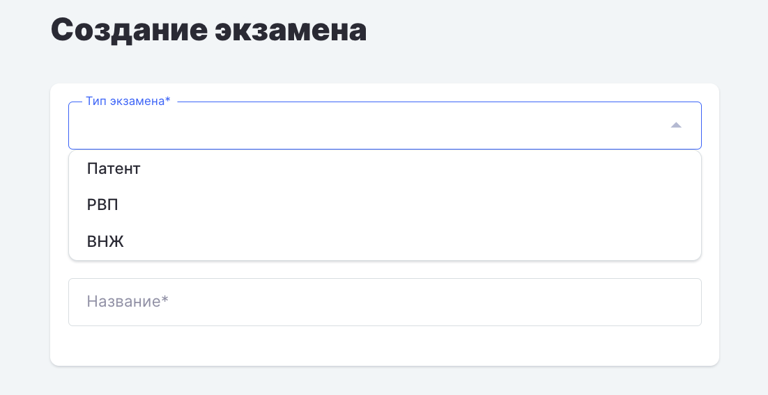 Создание экзамена
Тип экзамена*
Патент
РВП
ВНЖ
Название*